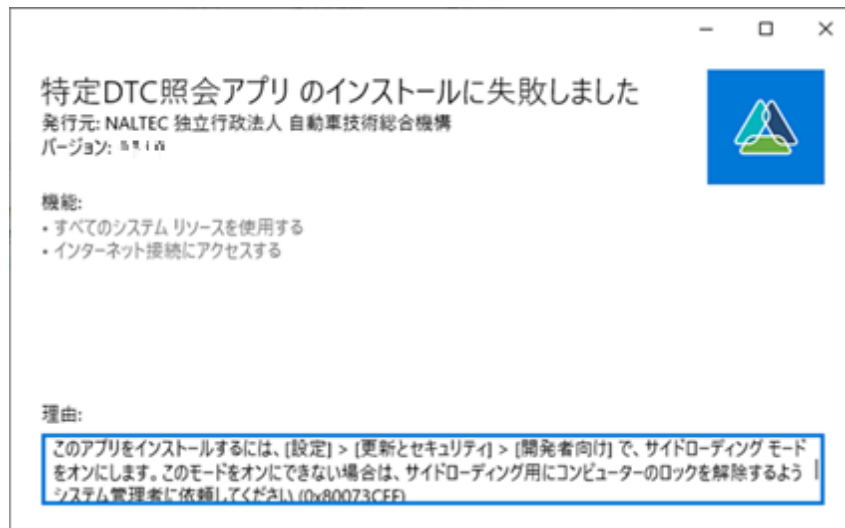 特定DTC照会アプリ のインストールに失敗しました
発行元: NALTEC 独立行政法人 自動車技術総合機構
バージョン:
機能:
• すべてのシステム リソースを使用する
• インターネット接続にアクセスする
理由:
このアプリをインストールするには、[設定] > [更新とセキュリティ] > [開発者向け] で、サイドローディング モード
をオンにします。このモードをオンにできない場合は、サイドローディング用にコンピューターのロックを解除するよう
システム管理者に依頼してください (0x80073CFF)